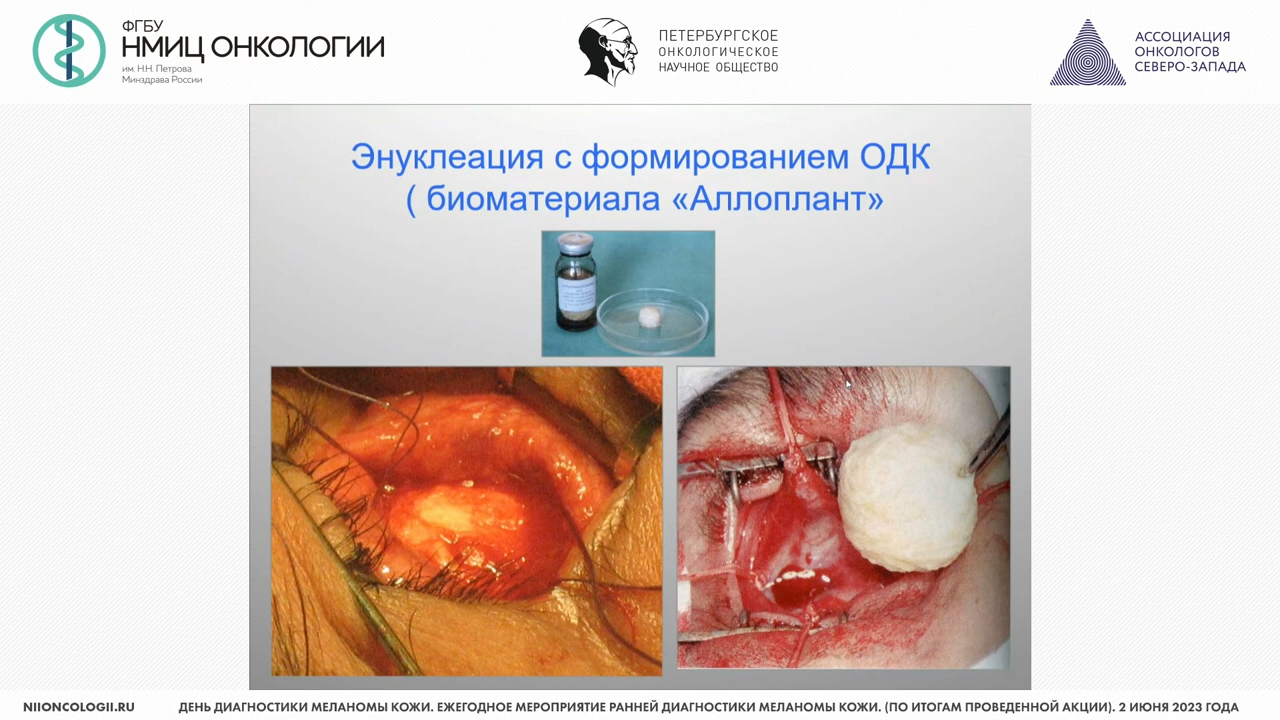 ФГБУ
НМИЦ ОНКОЛОГИИ
им. Н.Н. Петрова
Минздрава России
ПЕТЕРБУРГСКОЕ
ОНКОЛОГИЧЕСКОЕ
НАУЧНОЕ ОБЩЕСТВО
АССОЦИАЦИЯ
ОНКОЛОГОВ
СЕВЕРО-ЗАПАДА
Энуклеация с формированием ОДК
( биоматериала «Аллоплант»
NIIONCOLOGII.RU
ДЕНЬ ДИАГНОСТИКИ МЕЛАНОМЫ КОЖИ. ЕЖЕГОДНОЕ МЕРОПРИЯТИЕ РАННЕЙ ДИАГНОСТИКИ МЕЛАНОМЫ КОЖИ. (ПО ИТОГАМ ПРОВЕДЕННОЙ АКЦИИ). 2 ИЮНЯ 2023 ГОДА